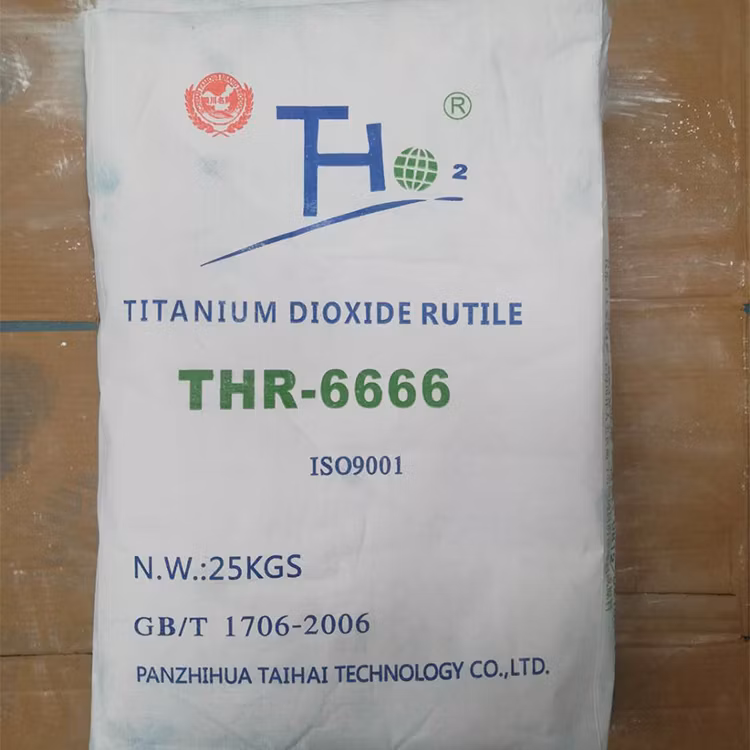 TH 2 ®
TITANIUM DIOXIDE RUTILE
THR-6666
ISO9001
N.W.:25KGS
GB/T 1706-2006
PANZHIHUA TAIHAI TECHNOLOGY CO.,LTD.